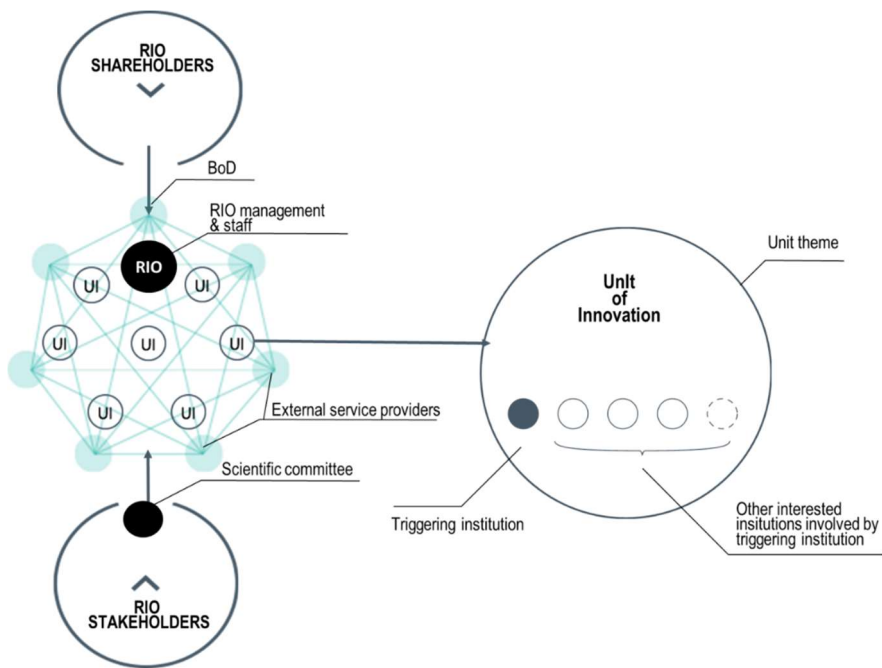 RIO
SHAREHOLDERS
BoD
RIO management
& staff
RIO
UI
UI
UI
UI
UI
UI
UI
External service providers
Scientific committee
RIO
STAKEHOLDERS
Unit theme
UnIt
of
Innovation
Triggering institution
Other interested
insitutions involved by
triggering institution